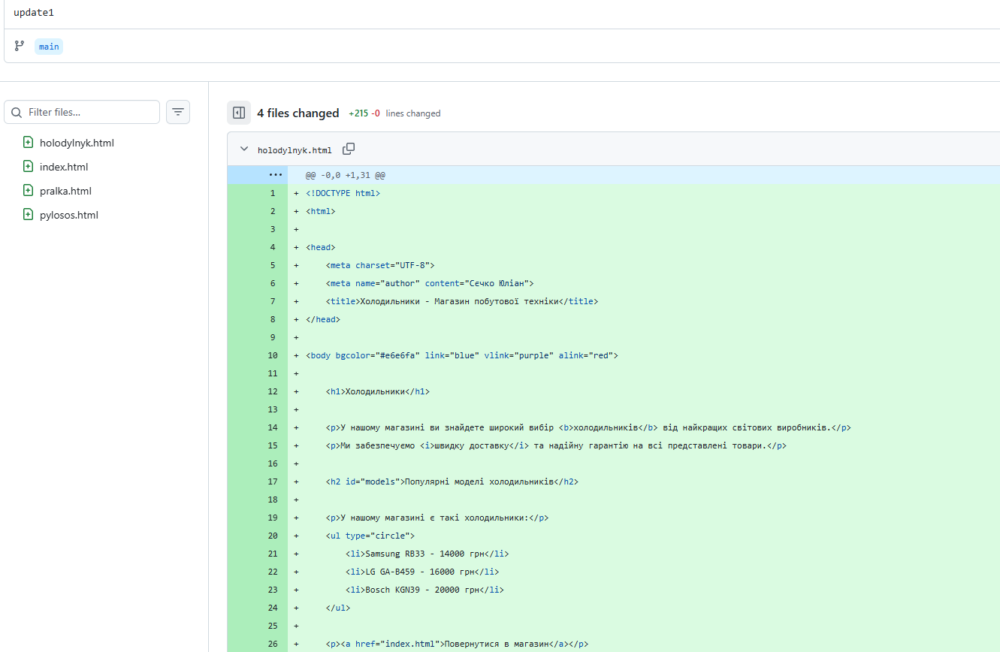 update1
main
Filter files...
holodylnyk.html
index.html
pralka.html
pylosos.html
4 files changed +215 -0 lines changed
holodylnyk.html
... @@ -0,0 +1,31 @@
1 + <!DOCTYPE html>
2 + <html>
3 +
4 + <head>
5 +     <meta charset="UTF-8">
6 +     <meta name="author" content="Сєчко Юліан">
7 +     <title>Холодильники - Магазин побутової техніки</title>
8 + </head>
9 +
10 + <body bgcolor="#e6e6fa" link="blue" vlink="purple" alink="red">
11 +
12 +     <h1>Холодильники</h1>
13 +
14 +     <p>У нашому магазині ви знайдете широкий вибір <b>холодильників</b> від найкращих світових виробників.</p>
15 +     <p>Ми забезпечуємо <i>швидку доставку</i> та надійну гарантію на всі представлені товари.</p>
16 +
17 +     <h2 id="models">Популярні моделі холодильників</h2>
18 +
19 +     <p>У нашому магазині є такі холодильники:</p>
20 +     <ul type="circle">
21 +         <li>Samsung RB33 - 14000 грн</li>
22 +         <li>LG GA-B459 - 16000 грн</li>
23 +         <li>Bosch KGN39 - 20000 грн</li>
24 +     </ul>
25 +
26 +     <p><a href="index.html">Повернутися в магазин</a></p>